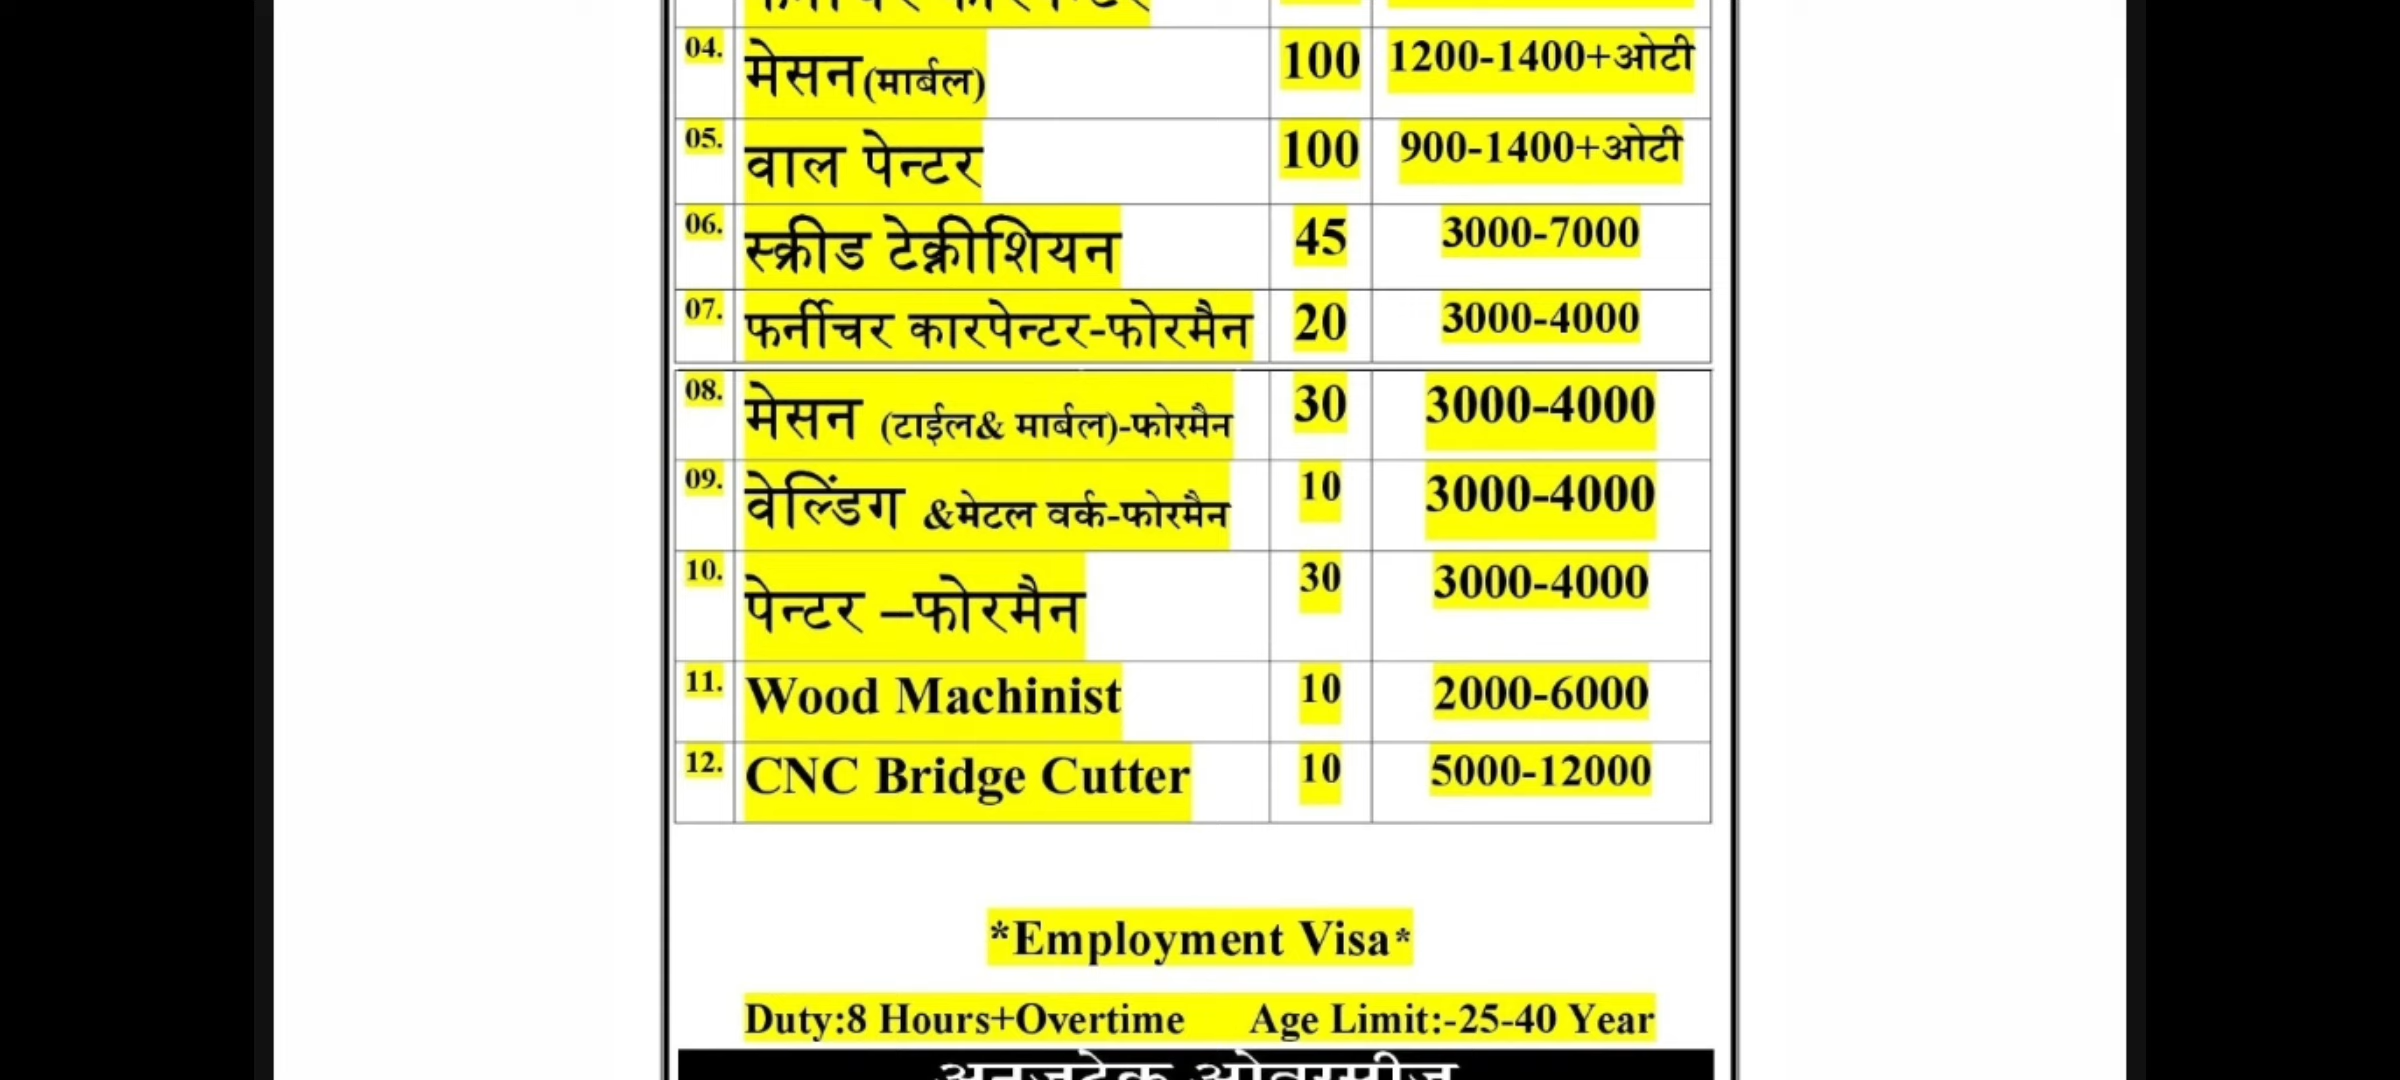 04. मेसन(मार्बल) 100 1200-1400+ओटी
05. वाल पेन्टर 100 900-1400+ओटी
06. स्क्रीड टेक्नीशियन 45 3000-7000
07. फर्नीचर कारपेन्टर-फोरमैन 20 3000-4000
08. मेसन (टाईल& मार्बल)-फोरमैन 30 3000-4000
09. वेल्डिंग &मेटल वर्क-फोरमैन 10 3000-4000
10. पेन्टर –फोरमैन 30 3000-4000
11. Wood Machinist 10 2000-6000
12. CNC Bridge Cutter 10 5000-12000
*Employment Visa*
Duty:8 Hours+Overtime Age Limit:-25-40 Year